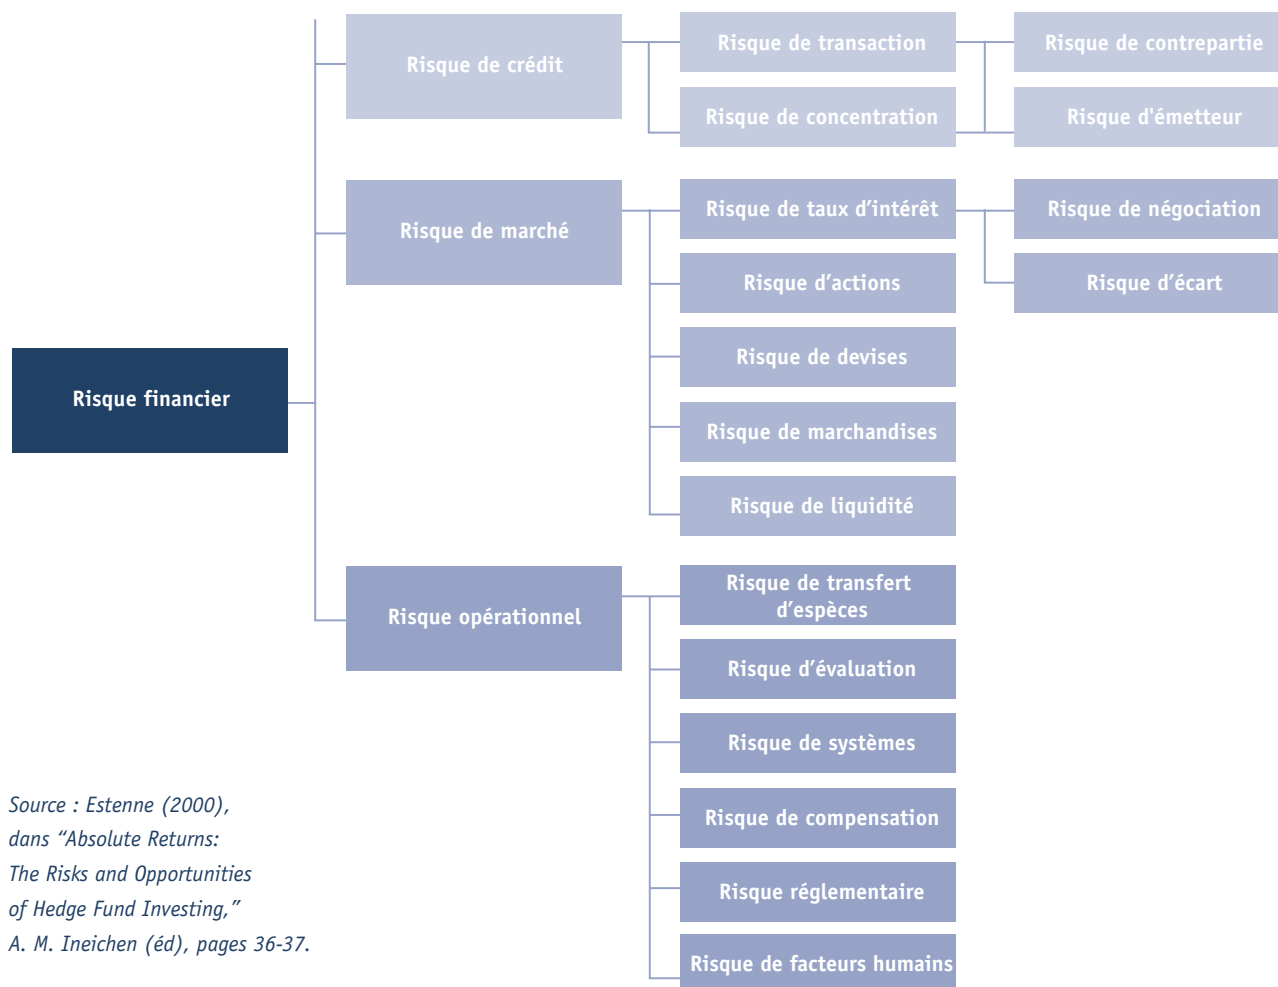 Risque financier
Risque de crédit
Risque de transaction
Risque de contrepartie
Risque de concentration
Risque d'émetteur
Risque de marché
Risque de taux d’intérêt
Risque de négociation
Risque d’actions
Risque d’écart
Risque de devises
Risque de marchandises
Risque de liquidité
Risque opérationnel
Risque de transfert
d’espèces
Risque d’évaluation
Risque de systèmes
Risque de compensation
Risque réglementaire
Risque de facteurs humains
Source : Estenne (2000),
dans “Absolute Returns:
The Risks and Opportunities
of Hedge Fund Investing,”
A. M. Ineichen (éd), pages 36-37.